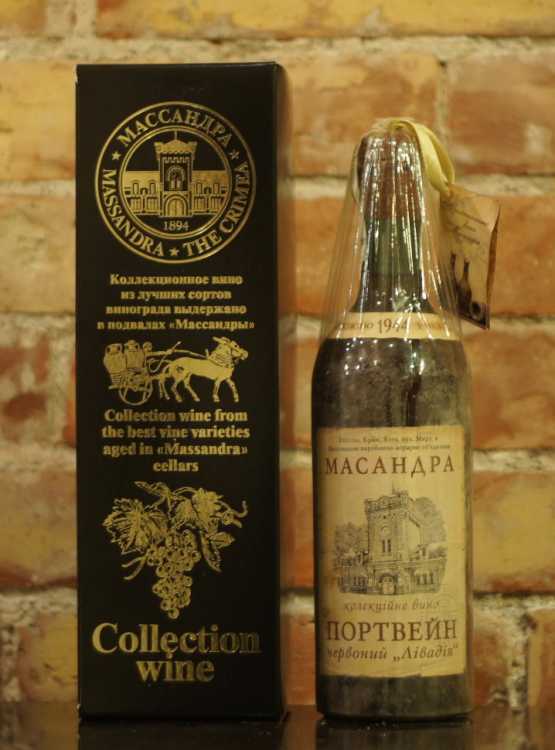 МАССАНДРА
MASSANDRA ★ THE CRIMEA
1894
Коллекционное вино
из лучших сортов
винограда выдержано
в подвалах «Массандры»
Collection wine from
the best vine varieties
aged in «Massandra»
cellars
Collection
wine
МАСАНДРА
колекційне вино
ПОРТВЕЙН
червоний „Лівадія"